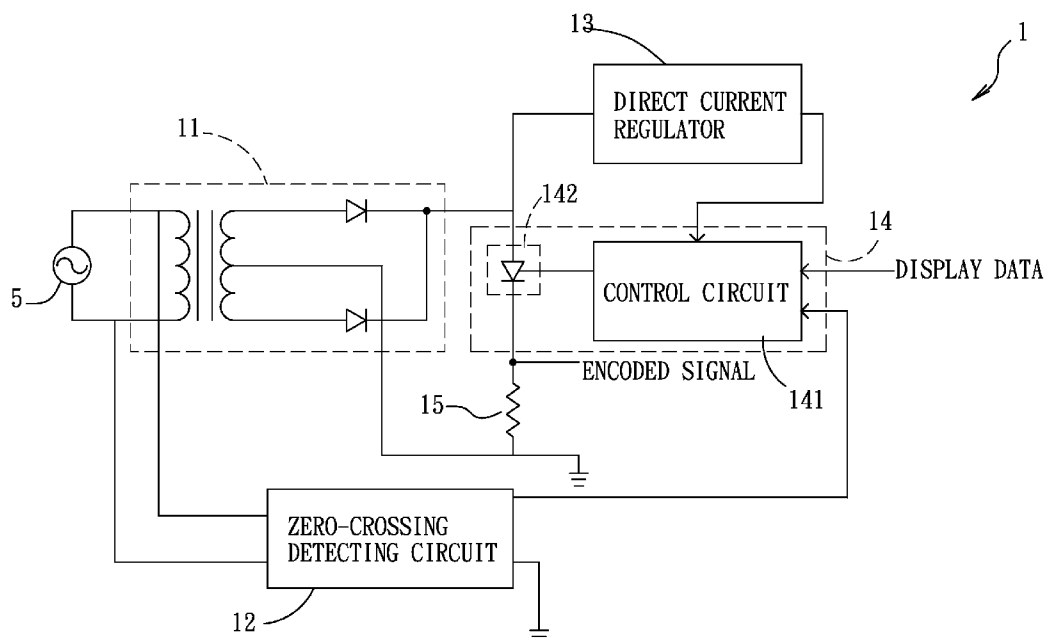 13
1
DIRECT CURRENT
REGULATOR
11
142
14
DISPLAY DATA
5
CONTROL CIRCUIT
ENCODED SIGNAL
141
15
ZERO-CROSSING
DETECTING CIRCUIT
12